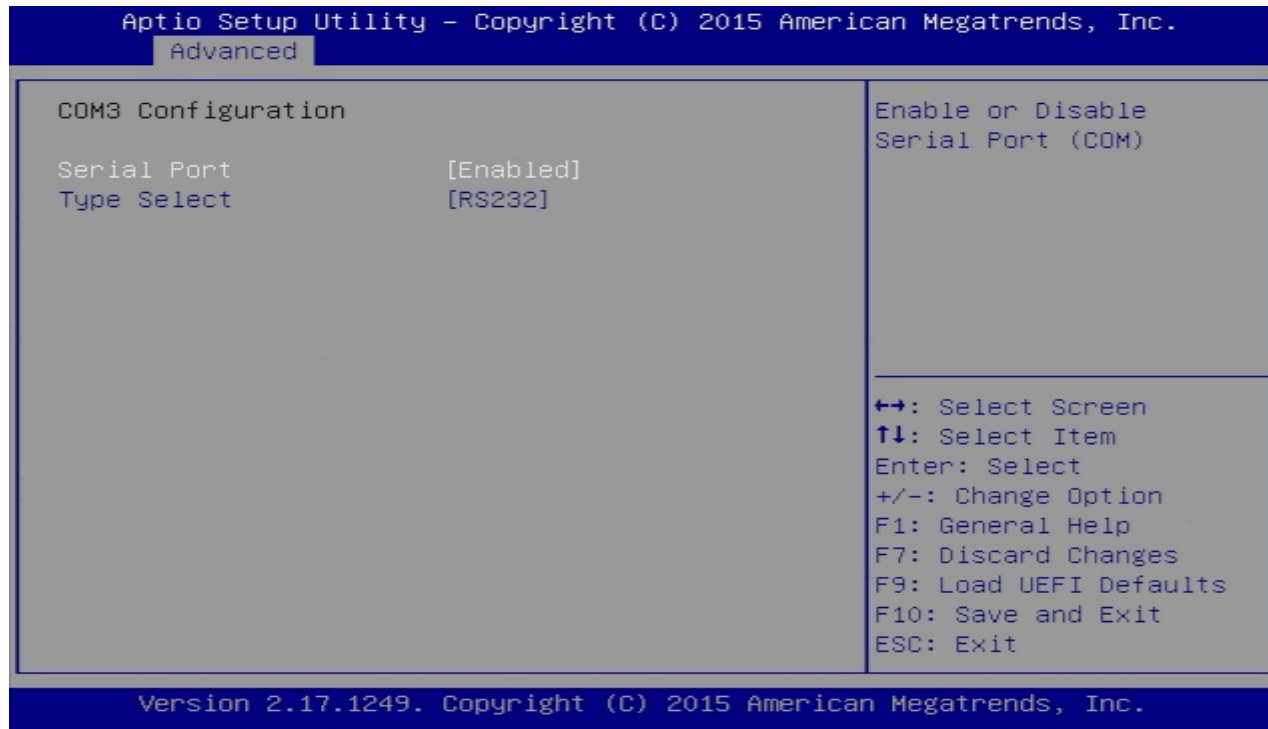 Aptio Setup Utility – Copyright (C) 2015 American Megatrends, Inc.
Advanced
COM3 Configuration
Serial Port [Enabled]
Type Select [RS232]
Enable or Disable
Serial Port (COM)
←→: Select Screen
↑↓: Select Item
Enter: Select
+/-: Change Option
F1: General Help
F7: Discard Changes
F9: Load UEFI Defaults
F10: Save and Exit
ESC: Exit
Version 2.17.1249. Copyright (C) 2015 American Megatrends, Inc.